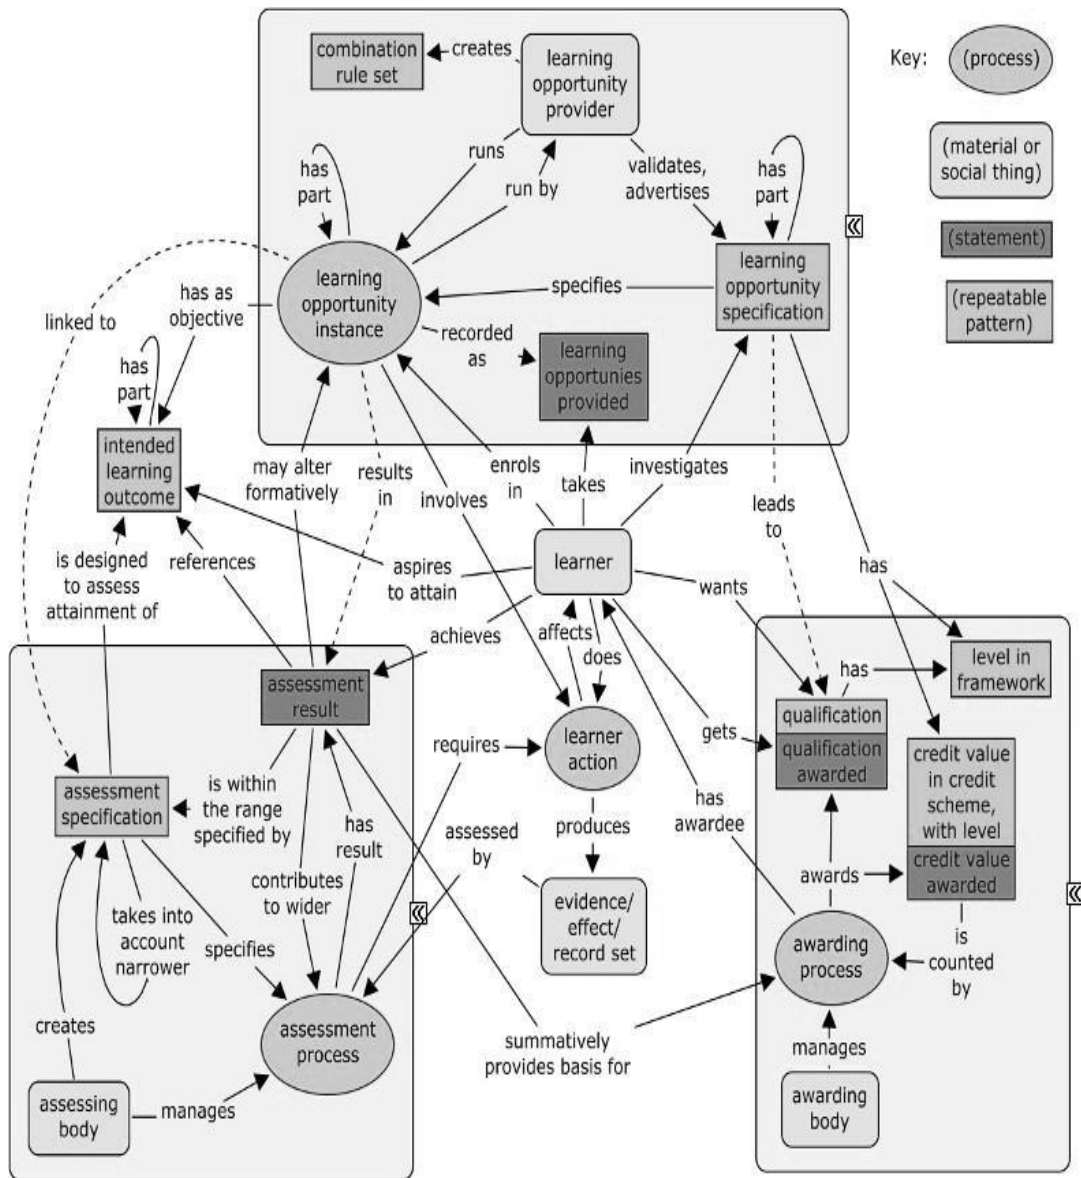 combination
rule set
creates
learning
opportunity
provider
Key:
(process)
(material or
social thing)
(statement)
(repeatable
pattern)
has
part
runs
run by
validates,
advertises
has
part
learning
opportunity
instance
specifies
learning
opportunity
specification
linked to
has as
objective
recorded
as
learning
opportunies
provided
has
part
intended
learning
outcome
may alter
formatively
results
in
involves
enrols
in
takes
investigates
leads
to
has
is designed
to assess
attainment of
references
aspires
to attain
learner
wants
achieves
affects
does
has
level in
framework
assessment
result
requires
learner
action
gets
qualification
qualification
awarded
credit value
in credit
scheme,
with level
credit value
awarded
assessment
specification
is within
the range
specified by
has
result
assessed
by
produces
has
awardee
contributes
to wider
takes into
account
narrower
specifies
evidence/
effect/
record set
awards
awarding
process
is
counted
by
creates
assessment
process
summatively
provides basis for
manages
assessing
body
manages
awarding
body